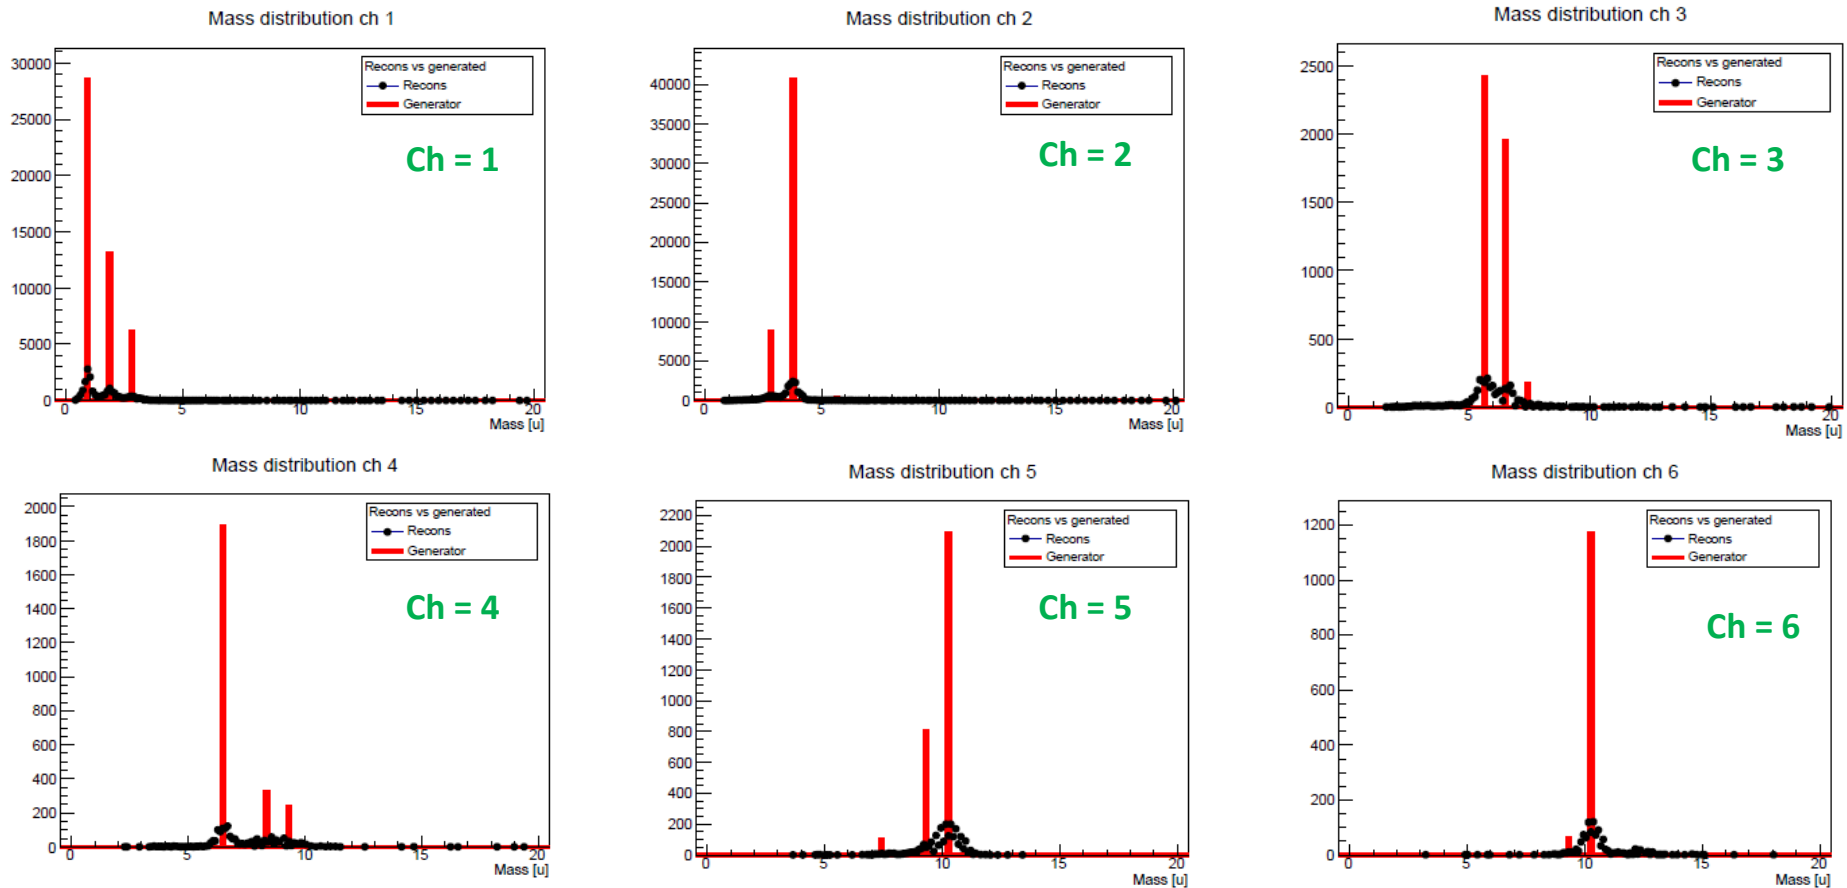 Mass distribution ch 1
30000
25000
20000
15000
10000
5000
0
0 5 10 15 20
Mass [u]
Recons vs generated
Recons
Generator
Ch = 1
Mass distribution ch 2
40000
35000
30000
25000
20000
15000
10000
5000
0
0 5 10 15 20
Mass [u]
Recons vs generated
Recons
Generator
Ch = 2
Mass distribution ch 3
2500
2000
1500
1000
500
0
0 5 10 15 20
Mass [u]
Recons vs generated
Recons
Generator
Ch = 3
Mass distribution ch 4
2000
1800
1600
1400
1200
1000
800
600
400
200
0
0 5 10 15 20
Mass [u]
Recons vs generated
Recons
Generator
Ch = 4
Mass distribution ch 5
2200
2000
1800
1600
1400
1200
1000
800
600
400
200
0
0 5 10 15 20
Mass [u]
Recons vs generated
Recons
Generator
Ch = 5
Mass distribution ch 6
1200
1000
800
600
400
200
0
0 5 10 15 20
Mass [u]
Recons vs generated
Recons
Generator
Ch = 6